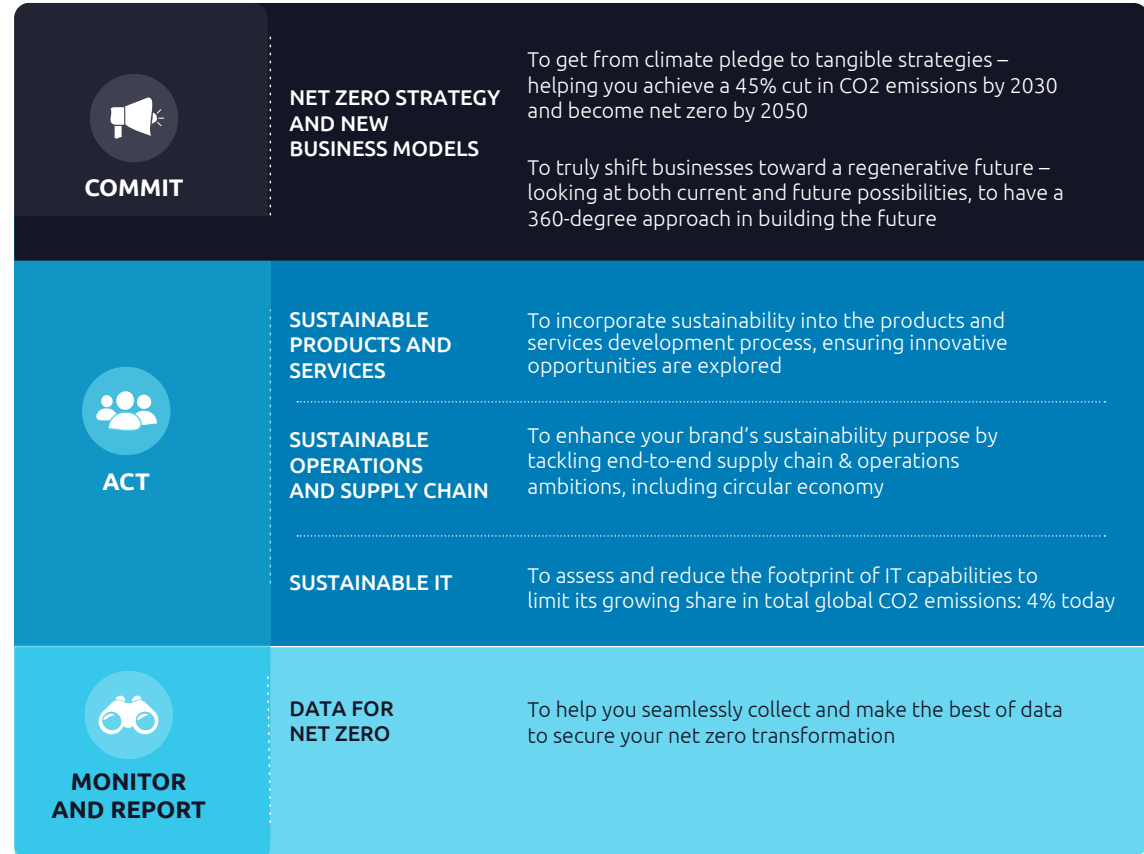 COMMIT
NET ZERO STRATEGY
AND NEW
BUSINESS MODELS
To get from climate pledge to tangible strategies –
helping you achieve a 45% cut in CO2 emissions by 2030
and become net zero by 2050
To truly shift businesses toward a regenerative future –
looking at both current and future possibilities, to have a
360-degree approach in building the future
ACT
SUSTAINABLE
PRODUCTS AND
SERVICES
To incorporate sustainability into the products and
services development process, ensuring innovative
opportunities are explored
SUSTAINABLE
OPERATIONS
AND SUPPLY CHAIN
To enhance your brand’s sustainability purpose by
tackling end-to-end supply chain & operations
ambitions, including circular economy
SUSTAINABLE IT
To assess and reduce the footprint of IT capabilities to
limit its growing share in total global CO2 emissions: 4% today
MONITOR
AND REPORT
DATA FOR
NET ZERO
To help you seamlessly collect and make the best of data
to secure your net zero transformation